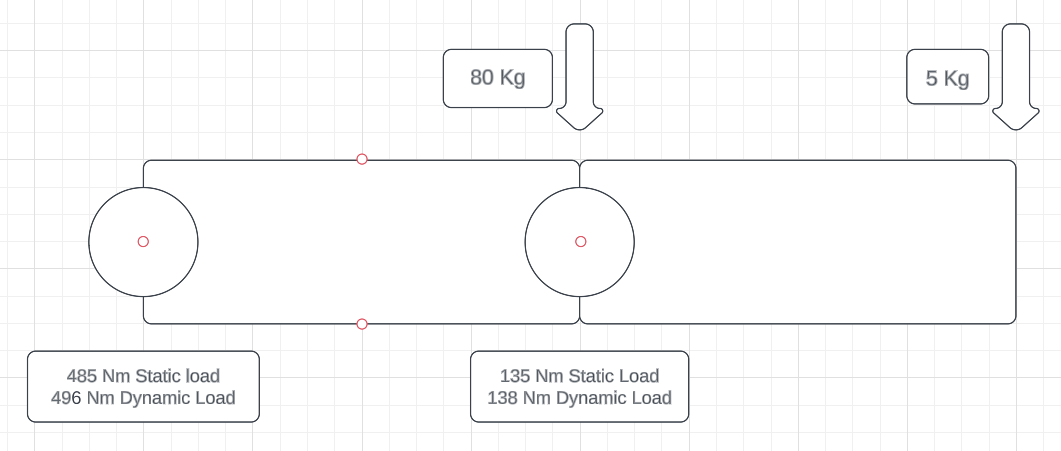 80 Kg
5 Kg
485 Nm Static load
496 Nm Dynamic Load
135 Nm Static Load
138 Nm Dynamic Load